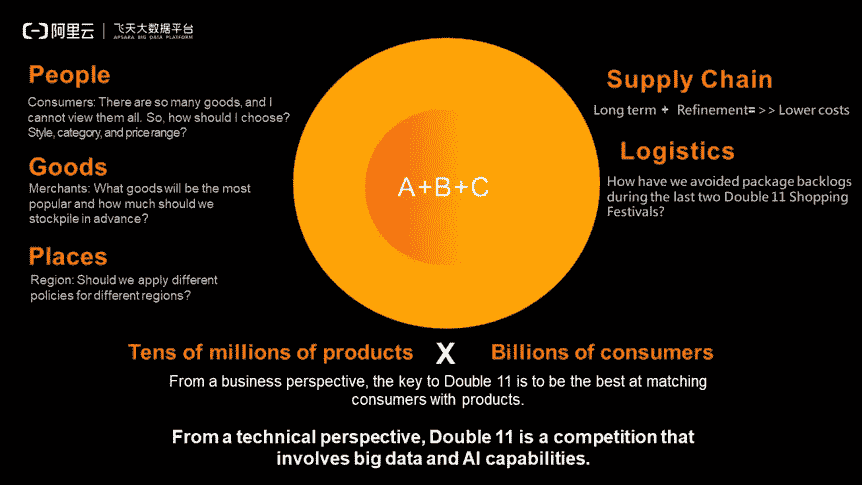 阿里云 | 飞天大数据平台
APSARA BIG DATA PLATFORM
People
Consumers: There are so many goods, and I
cannot view them all. So, how should I choose?
Style, category, and price range?
Goods
Merchants: What goods will be the most
popular and how much should we
stockpile in advance?
Places
Region: Should we apply different
policies for different regions?
A+B+C
Supply Chain
Long term + Refinement= >> Lower costs
Logistics
How have we avoided package backlogs
during the last two Double 11 Shopping
Festivals?
Tens of millions of products X Billions of consumers
From a business perspective, the key to Double 11 is to be the best at matching
consumers with products.
From a technical perspective, Double 11 is a competition that
involves big data and AI capabilities.